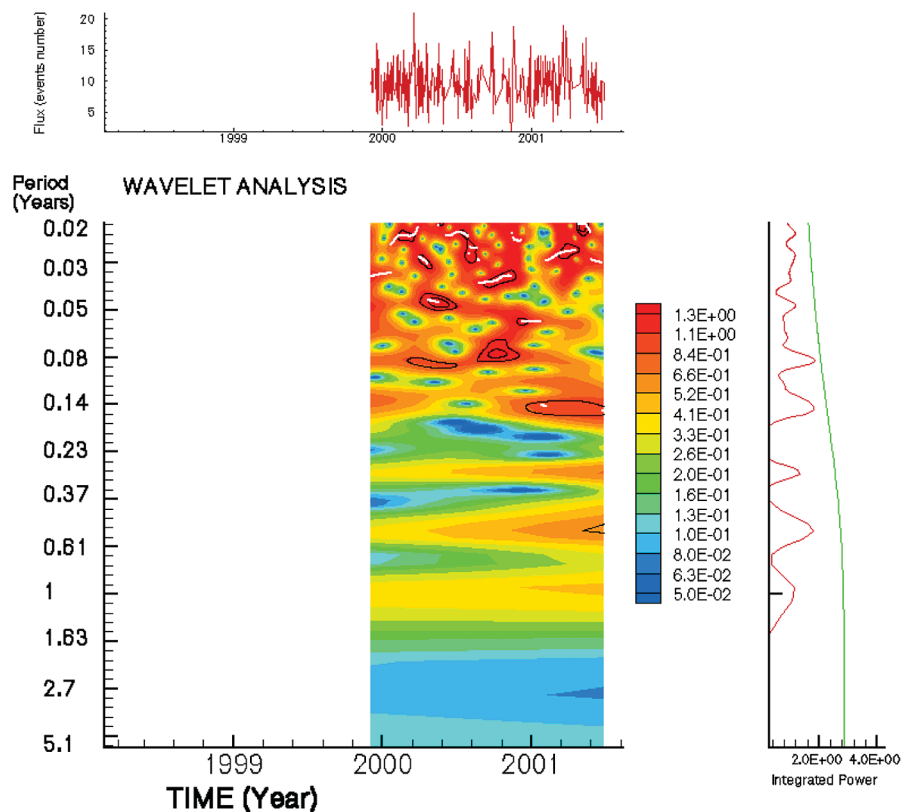 20
15
10
5
Flux (events number)
1999
2000
2001
Period
(Years)
WAVELET ANALYSIS
0.02
0.03
0.05
0.08
0.14
0.23
0.37
0.61
1
1.63
2.7
5.1
1.3E+00
1.1E+00
8.4E-01
6.6E-01
5.2E-01
4.1E-01
3.3E-01
2.6E-01
2.0E-01
1.6E-01
1.3E-01
1.0E-01
8.0E-02
6.3E-02
5.0E-02
1999
2000
2001
TIME (Year)
2.0E+00 4.0E+00
Integrated Power